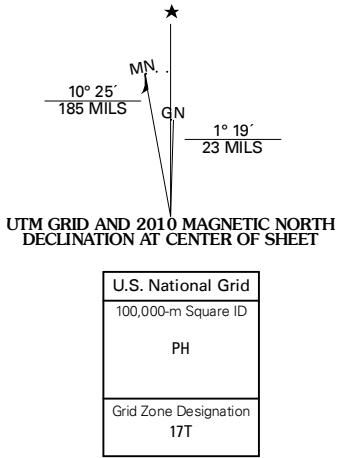 ★
MN
10° 25´
185 MILS
GN
1° 19´
23 MILS
UTM GRID AND 2010 MAGNETIC NORTH
DECLINATION AT CENTER OF SHEET
U.S. National Grid
100,000-m Square ID
PH
Grid Zone Designation
17T